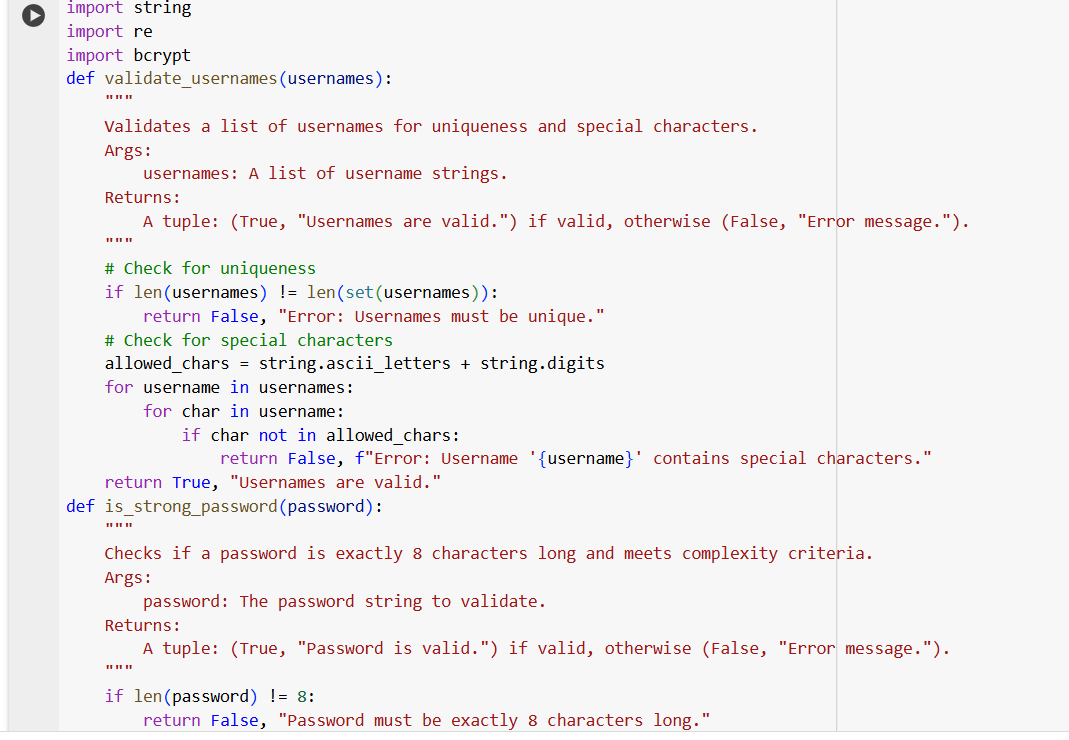 import string
import re
import bcrypt
def validate_usernames(usernames):
    """
    Validates a list of usernames for uniqueness and special characters.
    Args:
        usernames: A list of username strings.
    Returns:
        A tuple: (True, "Usernames are valid.") if valid, otherwise (False, "Error message.").
    """
    # Check for uniqueness
    if len(usernames) != len(set(usernames)):
        return False, "Error: Usernames must be unique."
    # Check for special characters
    allowed_chars = string.ascii_letters + string.digits
    for username in usernames:
        for char in username:
            if char not in allowed_chars:
                return False, f"Error: Username '{username}' contains special characters."
    return True, "Usernames are valid."
def is_strong_password(password):
    """
    Checks if a password is exactly 8 characters long and meets complexity criteria.
    Args:
        password: The password string to validate.
    Returns:
        A tuple: (True, "Password is valid.") if valid, otherwise (False, "Error message.").
    """
    if len(password) != 8:
        return False, "Password must be exactly 8 characters long."